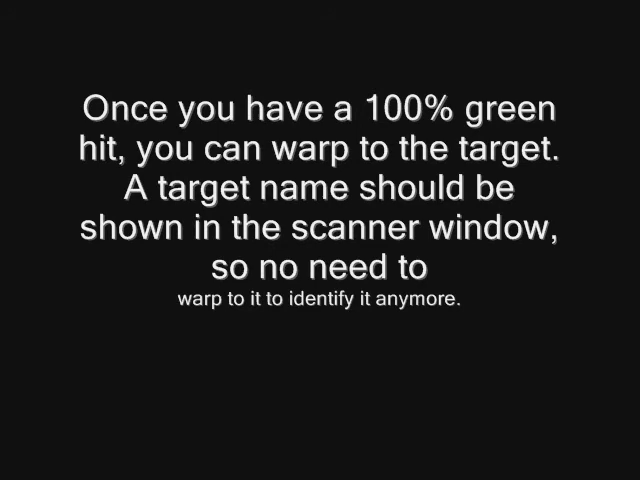 Once you have a 100% green
hit, you can warp to the target.
A target name should be
shown in the scanner window,
so no need to
warp to it to identify it anymore.